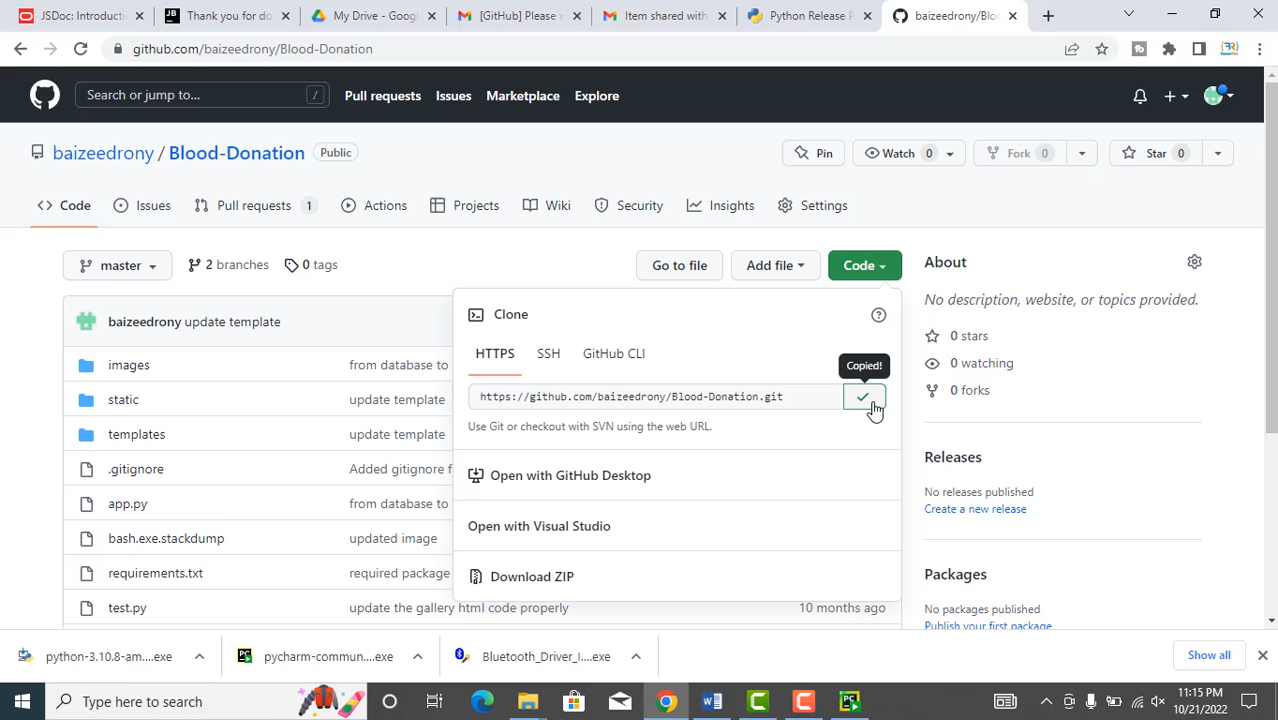 JSDoc: Introducti
Thank you for do
My Drive - Googl
[GitHub] Please v
Item shared with
Python Release P
baizeedrony/Bloo
github.com/baizeedrony/Blood-Donation
Search or jump to... /
Pull requests Issues Marketplace Explore
baizeedrony / Blood-Donation Public
Pin Watch 0 Fork 0 Star 0
Code Issues Pull requests 1 Actions Projects Wiki Security Insights Settings
master 2 branches 0 tags Go to file Add file Code
About
No description, website, or topics provided.
0 stars
0 watching
0 forks
Releases
No releases published
Create a new release
Packages
No packages published
Publish your first package
baizeedrony update template
images from database to
static update template
templates update template
.gitignore Added gitignore f
app.py from database to
bash.exe.stackdump updated image
requirements.txt required package
test.py update the gallery html code properly 10 months ago
Clone
HTTPS SSH GitHub CLI
Copied!
https://github.com/baizeedrony/Blood-Donation.git
Use Git or checkout with SVN using the web URL.
Open with GitHub Desktop
Open with Visual Studio
Download ZIP
python-3.10.8-am....exe
pycharm-commun....exe
Bluetooth_Driver_I....exe
Show all
Type here to search
11:15 PM
10/21/2022